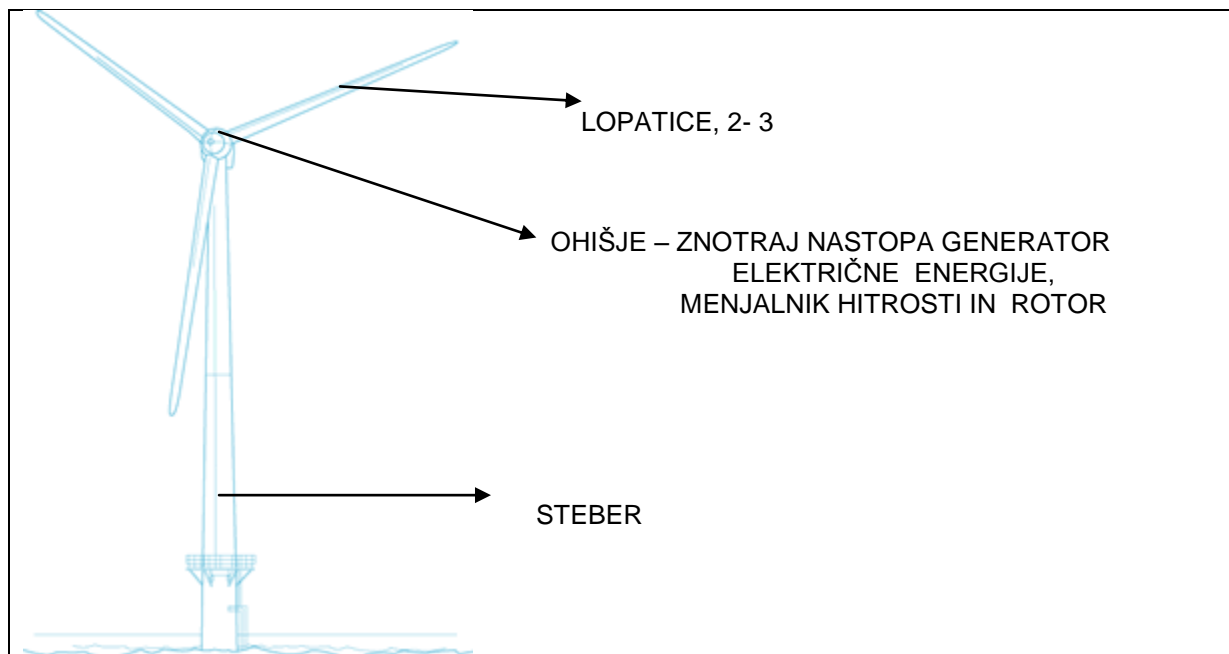 LOPATICE, 2- 3
OHIŠJE – ZNOTRAJ NASTOPA GENERATOR
ELEKTRIČNE ENERGIJE,
MENJALNIK HITROSTI IN ROTOR
STEBER